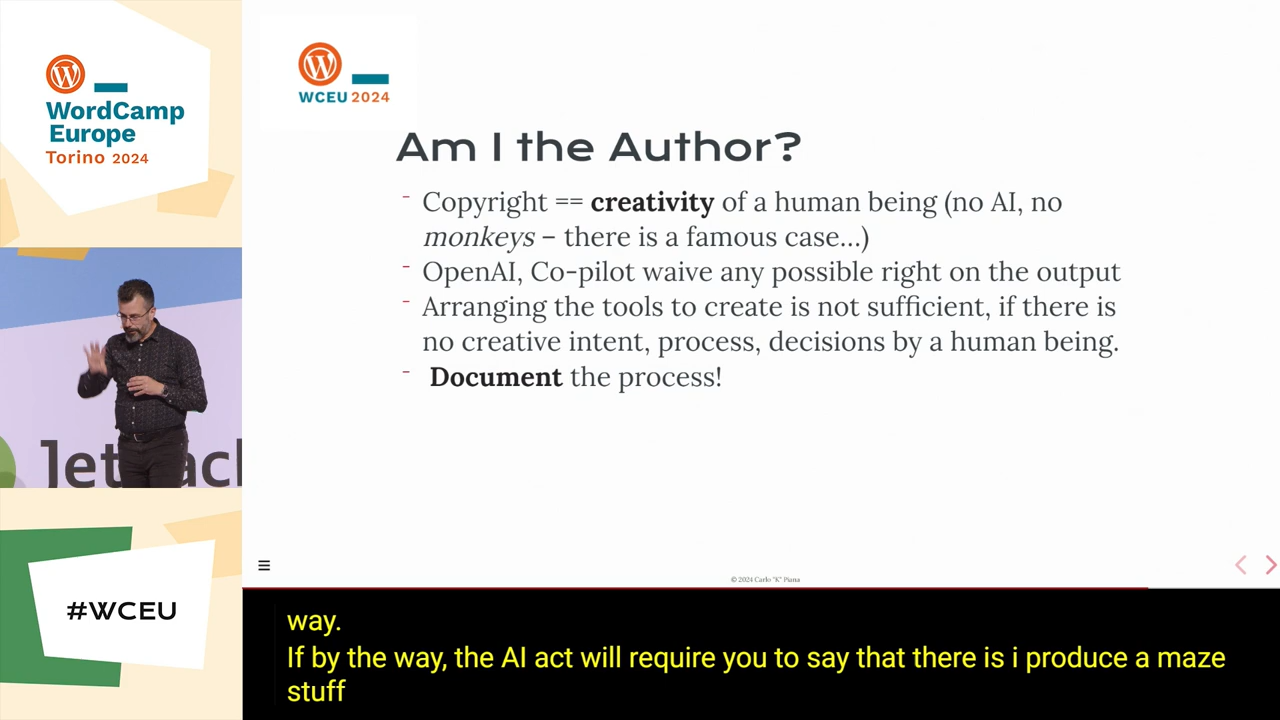 WordCamp
Europe
Torino 2024
WCEU 2024
Am I the Author?
Copyright == creativity of a human being (no AI, no
monkeys – there is a famous case...)
OpenAI, Co-pilot waive any possible right on the output
Arranging the tools to create is not sufficient, if there is
no creative intent, process, decisions by a human being.
Document the process!
© 2024 Carlo "K" Piana
#WCEU
way.
If by the way, the AI act will require you to say that there is i produce a maze
stuff